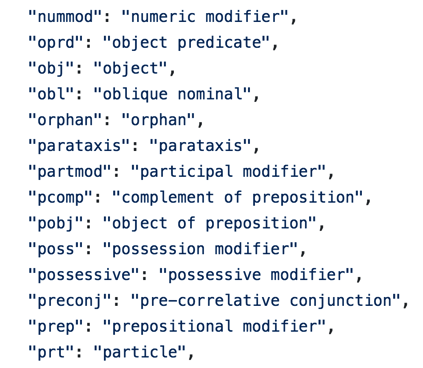 "nummod": "numeric modifier",
"oprd": "object predicate",
"obj": "object",
"obl": "oblique nominal",
"orphan": "orphan",
"parataxis": "parataxis",
"partmod": "participal modifier",
"pcomp": "complement of preposition",
"pobj": "object of preposition",
"poss": "possession modifier",
"possessive": "possessive modifier",
"preconj": "pre-correlative conjunction",
"prep": "prepositional modifier",
"prt": "particle",